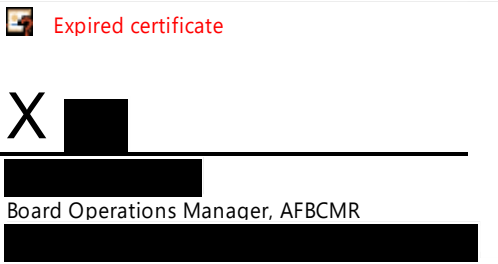 Expired certificate
X
Board Operations Manager, AFBCMR